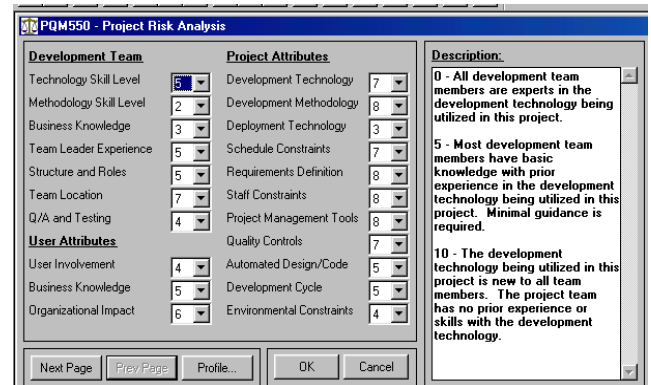 PQM550 - Project Risk Analysis
Development Team
Technology Skill Level 5
Methodology Skill Level 2
Business Knowledge 3
Team Leader Experience 5
Structure and Roles 5
Team Location 7
Q/A and Testing 4
User Attributes
User Involvement 4
Business Knowledge 5
Organizational Impact 6
Project Attributes
Development Technology 7
Development Methodology 8
Deployment Technology 3
Schedule Constraints 7
Requirements Definition 8
Staff Constraints 8
Project Management Tools 8
Quality Controls 7
Automated Design/Code 5
Development Cycle 5
Environmental Constraints 4
Description:
0 - All development team
members are experts in the
development technology being
utilized in this project.
5 - Most development team
members have basic
knowledge with prior
experience in the development
technology being utilized in this
project. Minimal guidance is
required.
10 - The development
technology being utilized in this
project is new to all team
members. The project team
has no prior experience or
skills with the development
technology.
Next Page Prev Page Profile... OK Cancel